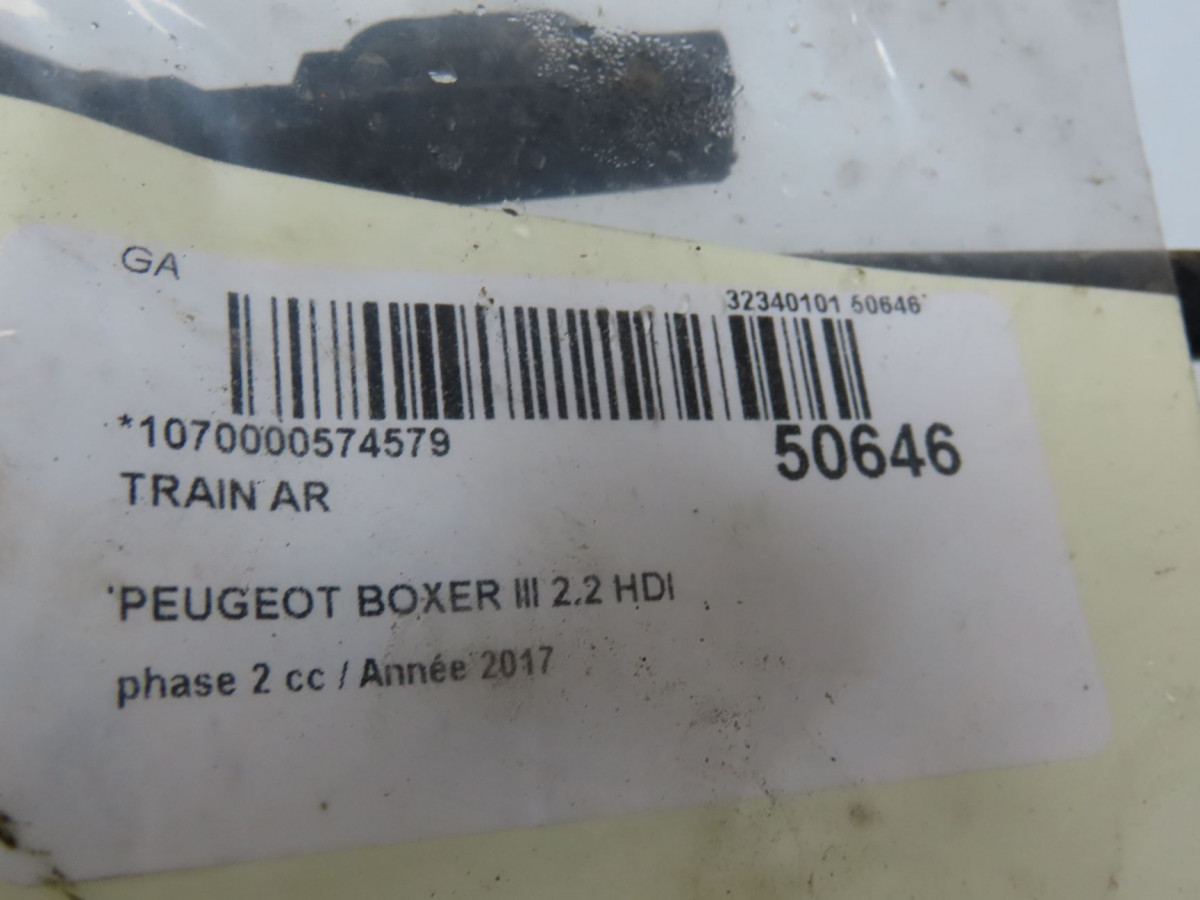 GA
32340101 50646
*1070000574579
50646
TRAIN AR
PEUGEOT BOXER III 2.2 HDI
phase 2 cc / Année 2017